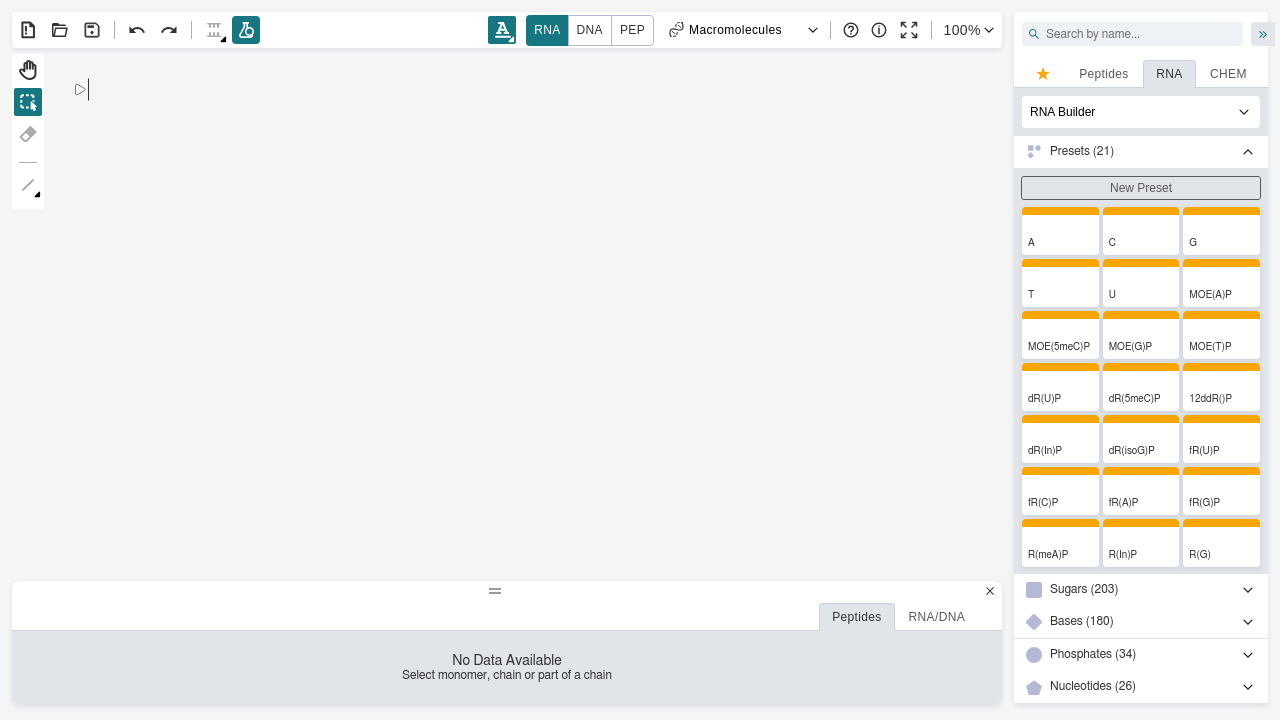 A RNA DNA PEP Macromolecules 100%
Search by name...
Peptides RNA CHEM
RNA Builder
Presets (21)
New Preset
A C G
T U MOE(A)P
MOE(5meC)P MOE(G)P MOE(T)P
dR(U)P dR(5meC)P 12ddR()P
dR(In)P dR(isoG)P fR(U)P
fR(C)P fR(A)P fR(G)P
R(meA)P R(In)P R(G)
Sugars (203)
Bases (180)
Phosphates (34)
Nucleotides (26)
Peptides RNA/DNA
No Data Available
Select monomer, chain or part of a chain